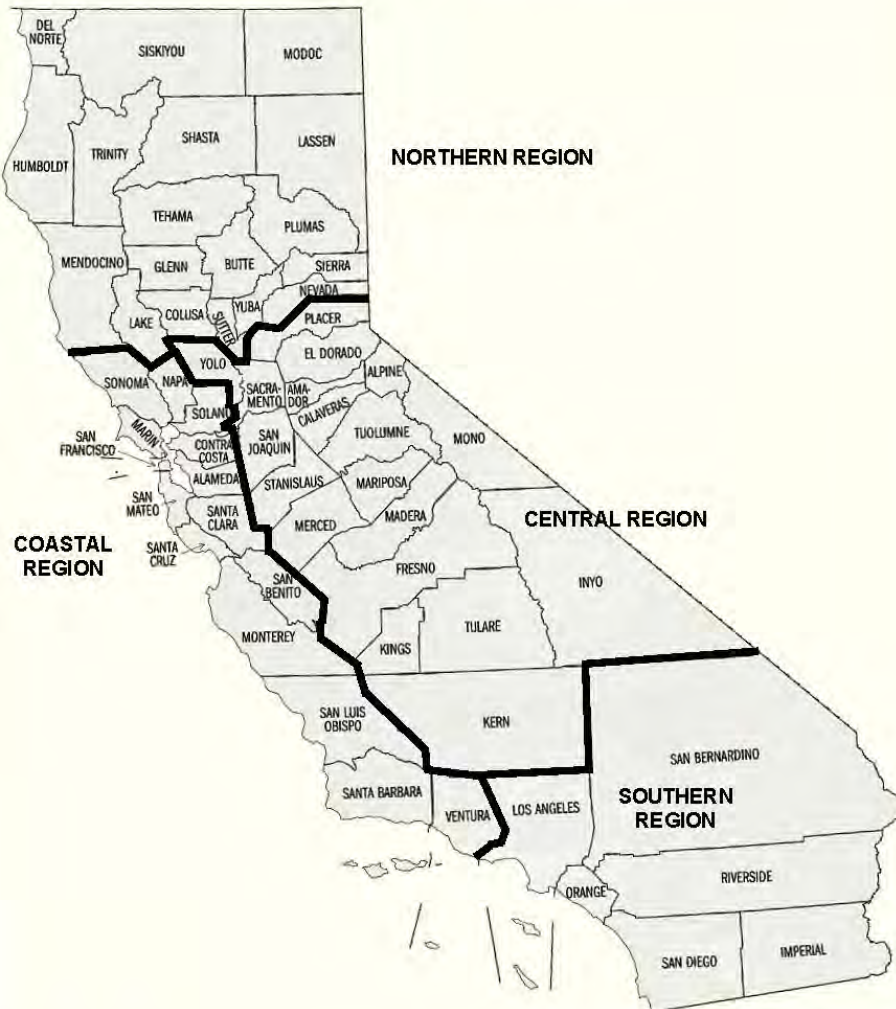 DEL
NORTE
SISKIYOU
MODOC
HUMBOLDT
TRINITY
SHASTA
LASSEN
NORTHERN REGION
TEHAMA
PLUMAS
MENDOCINO
GLENN
BUTTE
SIERRA
NEVADA
YUBA
COLUSA
SUTTER
LAKE
PLACER
YOLO
EL DORADO
SONOMA
NAPA
SACRA-
MENTO
AMA-
DOR
ALPINE
SOLANO
CALAVERAS
MARIN
SAN
FRANCISCO
CONTRA
COSTA
SAN
JOAQUIN
TUOLUMNE
MONO
ALAMEDA
STANISLAUS
MARIPOSA
SAN
MATEO
SANTA
CLARA
MERCED
MADERA
CENTRAL REGION
COASTAL
REGION
SANTA
CRUZ
SAN
BENITO
FRESNO
INYO
MONTEREY
KINGS
TULARE
SAN LUIS
OBISPO
KERN
SAN BERNARDINO
SANTA BARBARA
VENTURA
LOS ANGELES
SOUTHERN
REGION
ORANGE
RIVERSIDE
SAN DIEGO
IMPERIAL